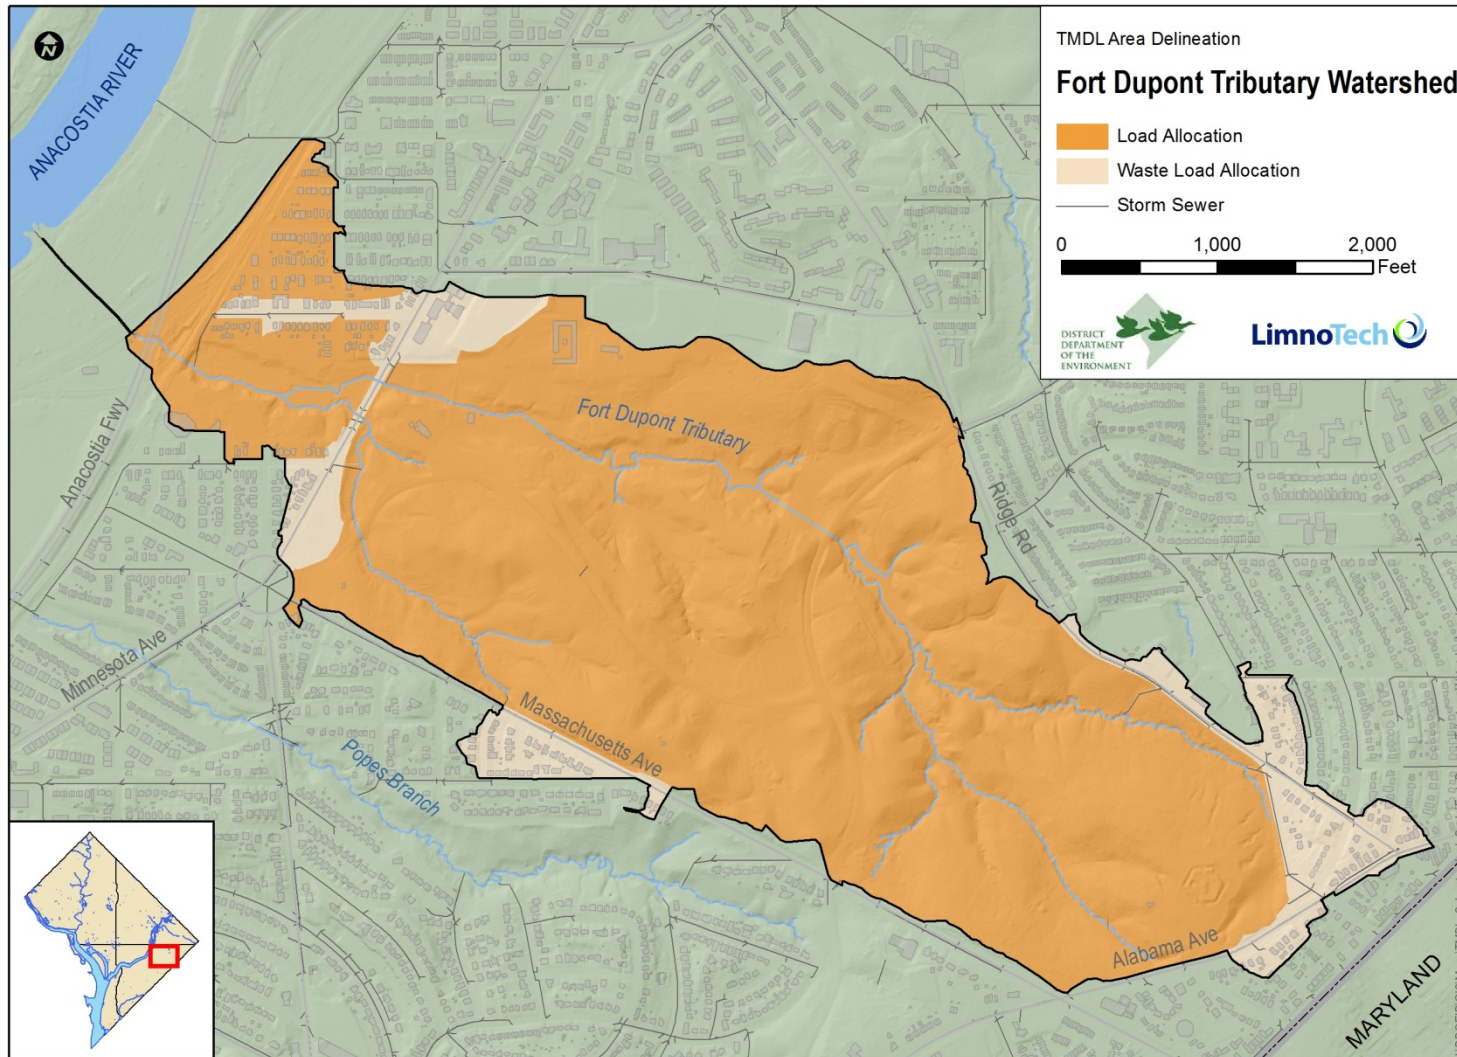 N
ANACOSTIA RIVER
TMDL Area Delineation
Fort Dupont Tributary Watershed
Load Allocation
Waste Load Allocation
Storm Sewer
0 1,000 2,000
Feet
DISTRICT
DEPARTMENT
OF THE
ENVIRONMENT
LimnoTech
Fort Dupont Tributary
Anacostia Fwy
Ridge Rd
Minnesota Ave
Massachusetts Ave
Popes Branch
Alabama Ave
MARYLAND